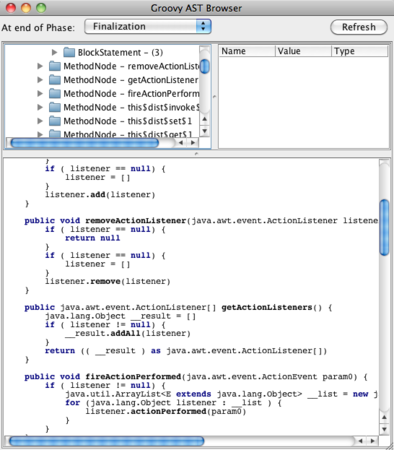 Groovy AST Browser
At end of Phase: Finalization Refresh
BlockStatement - (3)
MethodNode - removeActionListe
MethodNode - getActionListener
MethodNode - fireActionPerform
MethodNode - this$dist$invoke$
MethodNode - this$dist$set$1
MethodNode - this$dist$get$1
Name Value Type
}
if ( listener == null) {
listener = []
}
listener.add(listener)
}
public void removeActionListener(java.awt.event.ActionListener listene
if ( listener == null) {
return null
}
if ( listener == null) {
listener = []
}
listener.remove(listener)
}
public java.awt.event.ActionListener[] getActionListeners() {
java.lang.Object __result = []
if ( listener != null) {
__result.addAll(listener)
}
return (( __result ) as java.awt.event.ActionListener[])
}
public void fireActionPerformed(java.awt.event.ActionEvent param0) {
if ( listener != null) {
java.util.ArrayList<E extends java.lang.Object> __list = new j
for (java.lang.Object listener : __list ) {
listener.actionPerformed(param0)
}
}
}